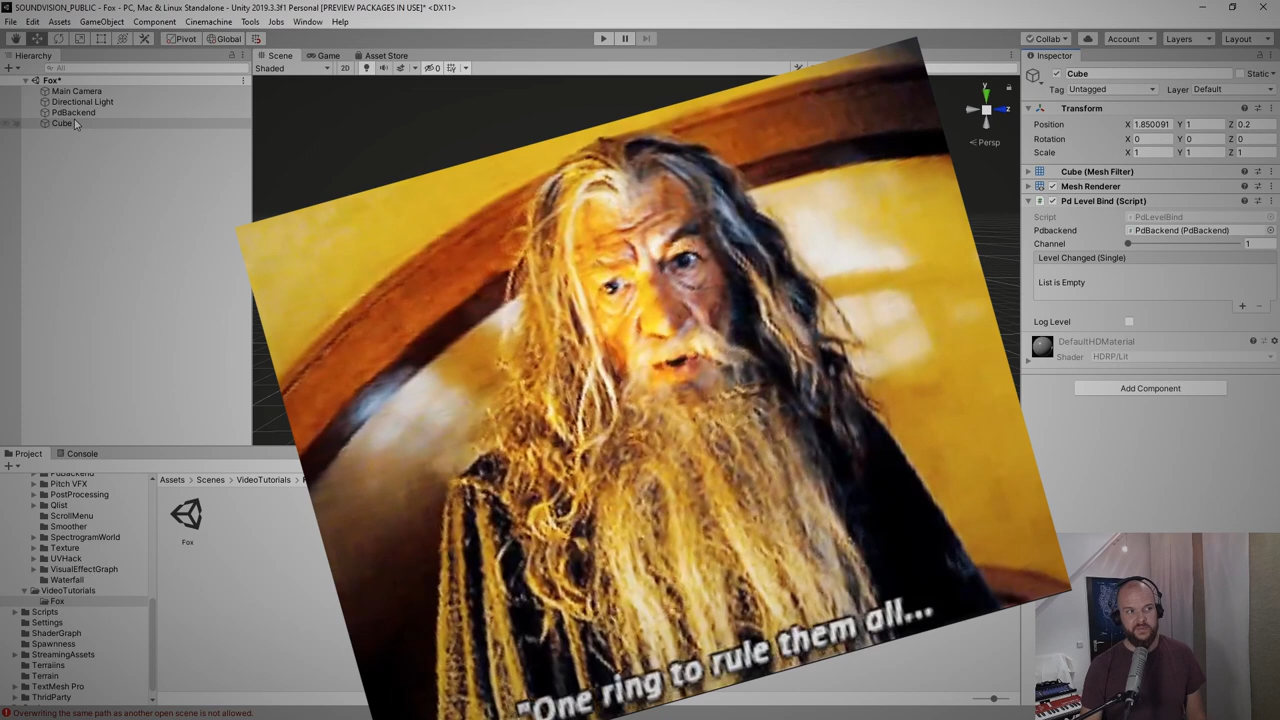 SOUNDVISION_PUBLIC - Fox - PC, Mac & Linux Standalone - Unity 2019.3.3f1 Personal [PREVIEW PACKAGES IN USE]* <DX11>
File Edit Assets GameObject Component Cinemachine Tools Jobs Window Help
Pivot Global Collab Account Layers Layout
Hierarchy
All
Fox*
Main Camera
Directional Light
PdBackend
Cube
Scene Game Asset Store
Shaded 2D 0
y
z
Persp
"One ring to rule them all...
Inspector
Cube Static
Tag Untagged Layer Default
Transform
Position X 1.850091 Y 1 Z 0.2
Rotation X 0 Y 0 Z 0
Scale X 1 Y 1 Z 1
Cube (Mesh Filter)
Mesh Renderer
Pd Level Bind (Script)
Script PdLevelBind
Pdbackend PdBackend (PdBackend)
Channel 1
Level Changed (Single)
List is Empty
Log Level
DefaultHDMaterial
Shader HDRP/Lit
Add Component
Project Console
PdBackend
Pitch VFX
PostProcessing
Qlist
ScrollMenu
Smoother
SpectrogramWorld
Texture
UVHack
VisualEffectGraph
Waterfall
VideoTutorials
Fox
Scripts
Settings
ShaderGraph
Spawnness
StreamingAssets
Terraiins
Terrain
TextMesh Pro
ThridParty
Assets > Scenes > VideoTutorials >
Fox
Overwriting the same path as another open scene is not allowed.